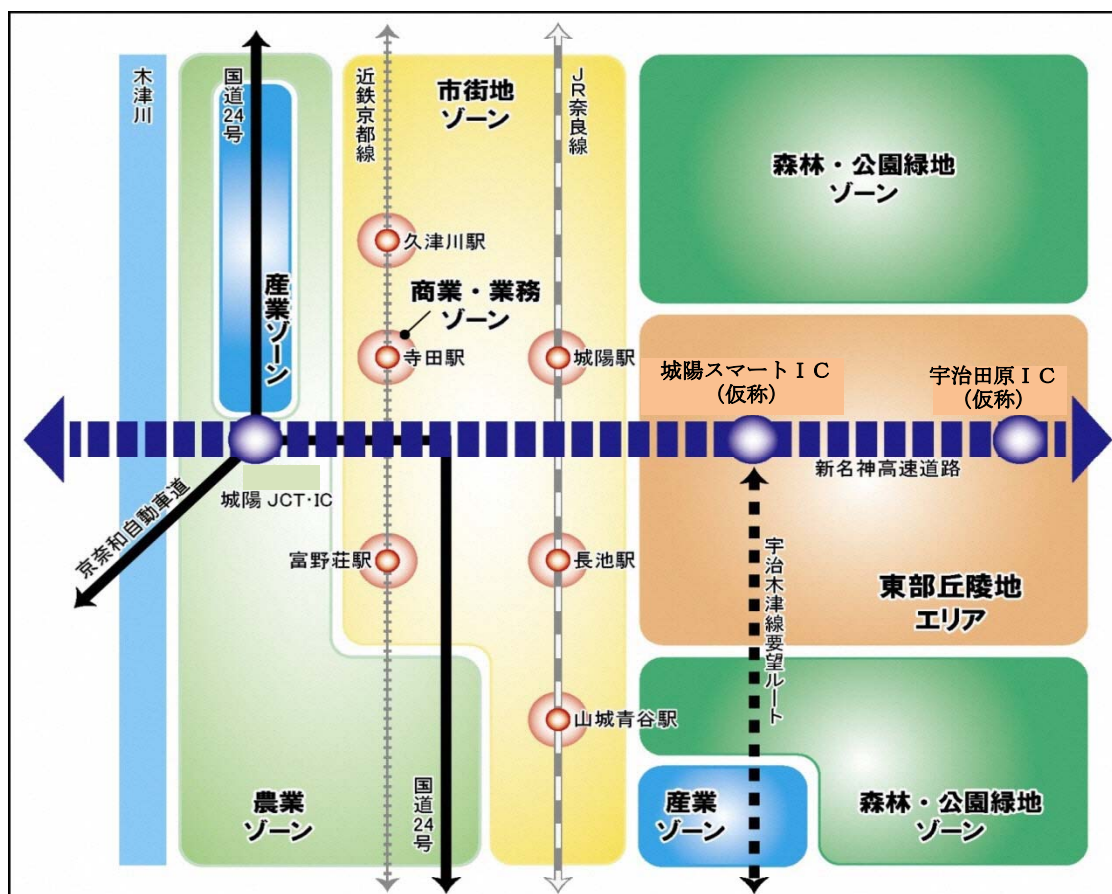 木津川
国道24号
近鉄京都線
市街地
ゾーン
JR奈良線
森林・公園緑地
ゾーン
久津川駅
産業ゾーン
商業・業務
ゾーン
寺田駅
城陽駅
城陽スマートＩＣ
（仮称）
宇治田原ＩＣ
（仮称）
新名神高速道路
城陽 JCT・IC
京奈和自動車道
富野荘駅
長池駅
宇治木津線要望ルート
東部丘陵地
エリア
山城青谷駅
農業
ゾーン
国道24号
産業
ゾーン
森林・公園緑地
ゾーン